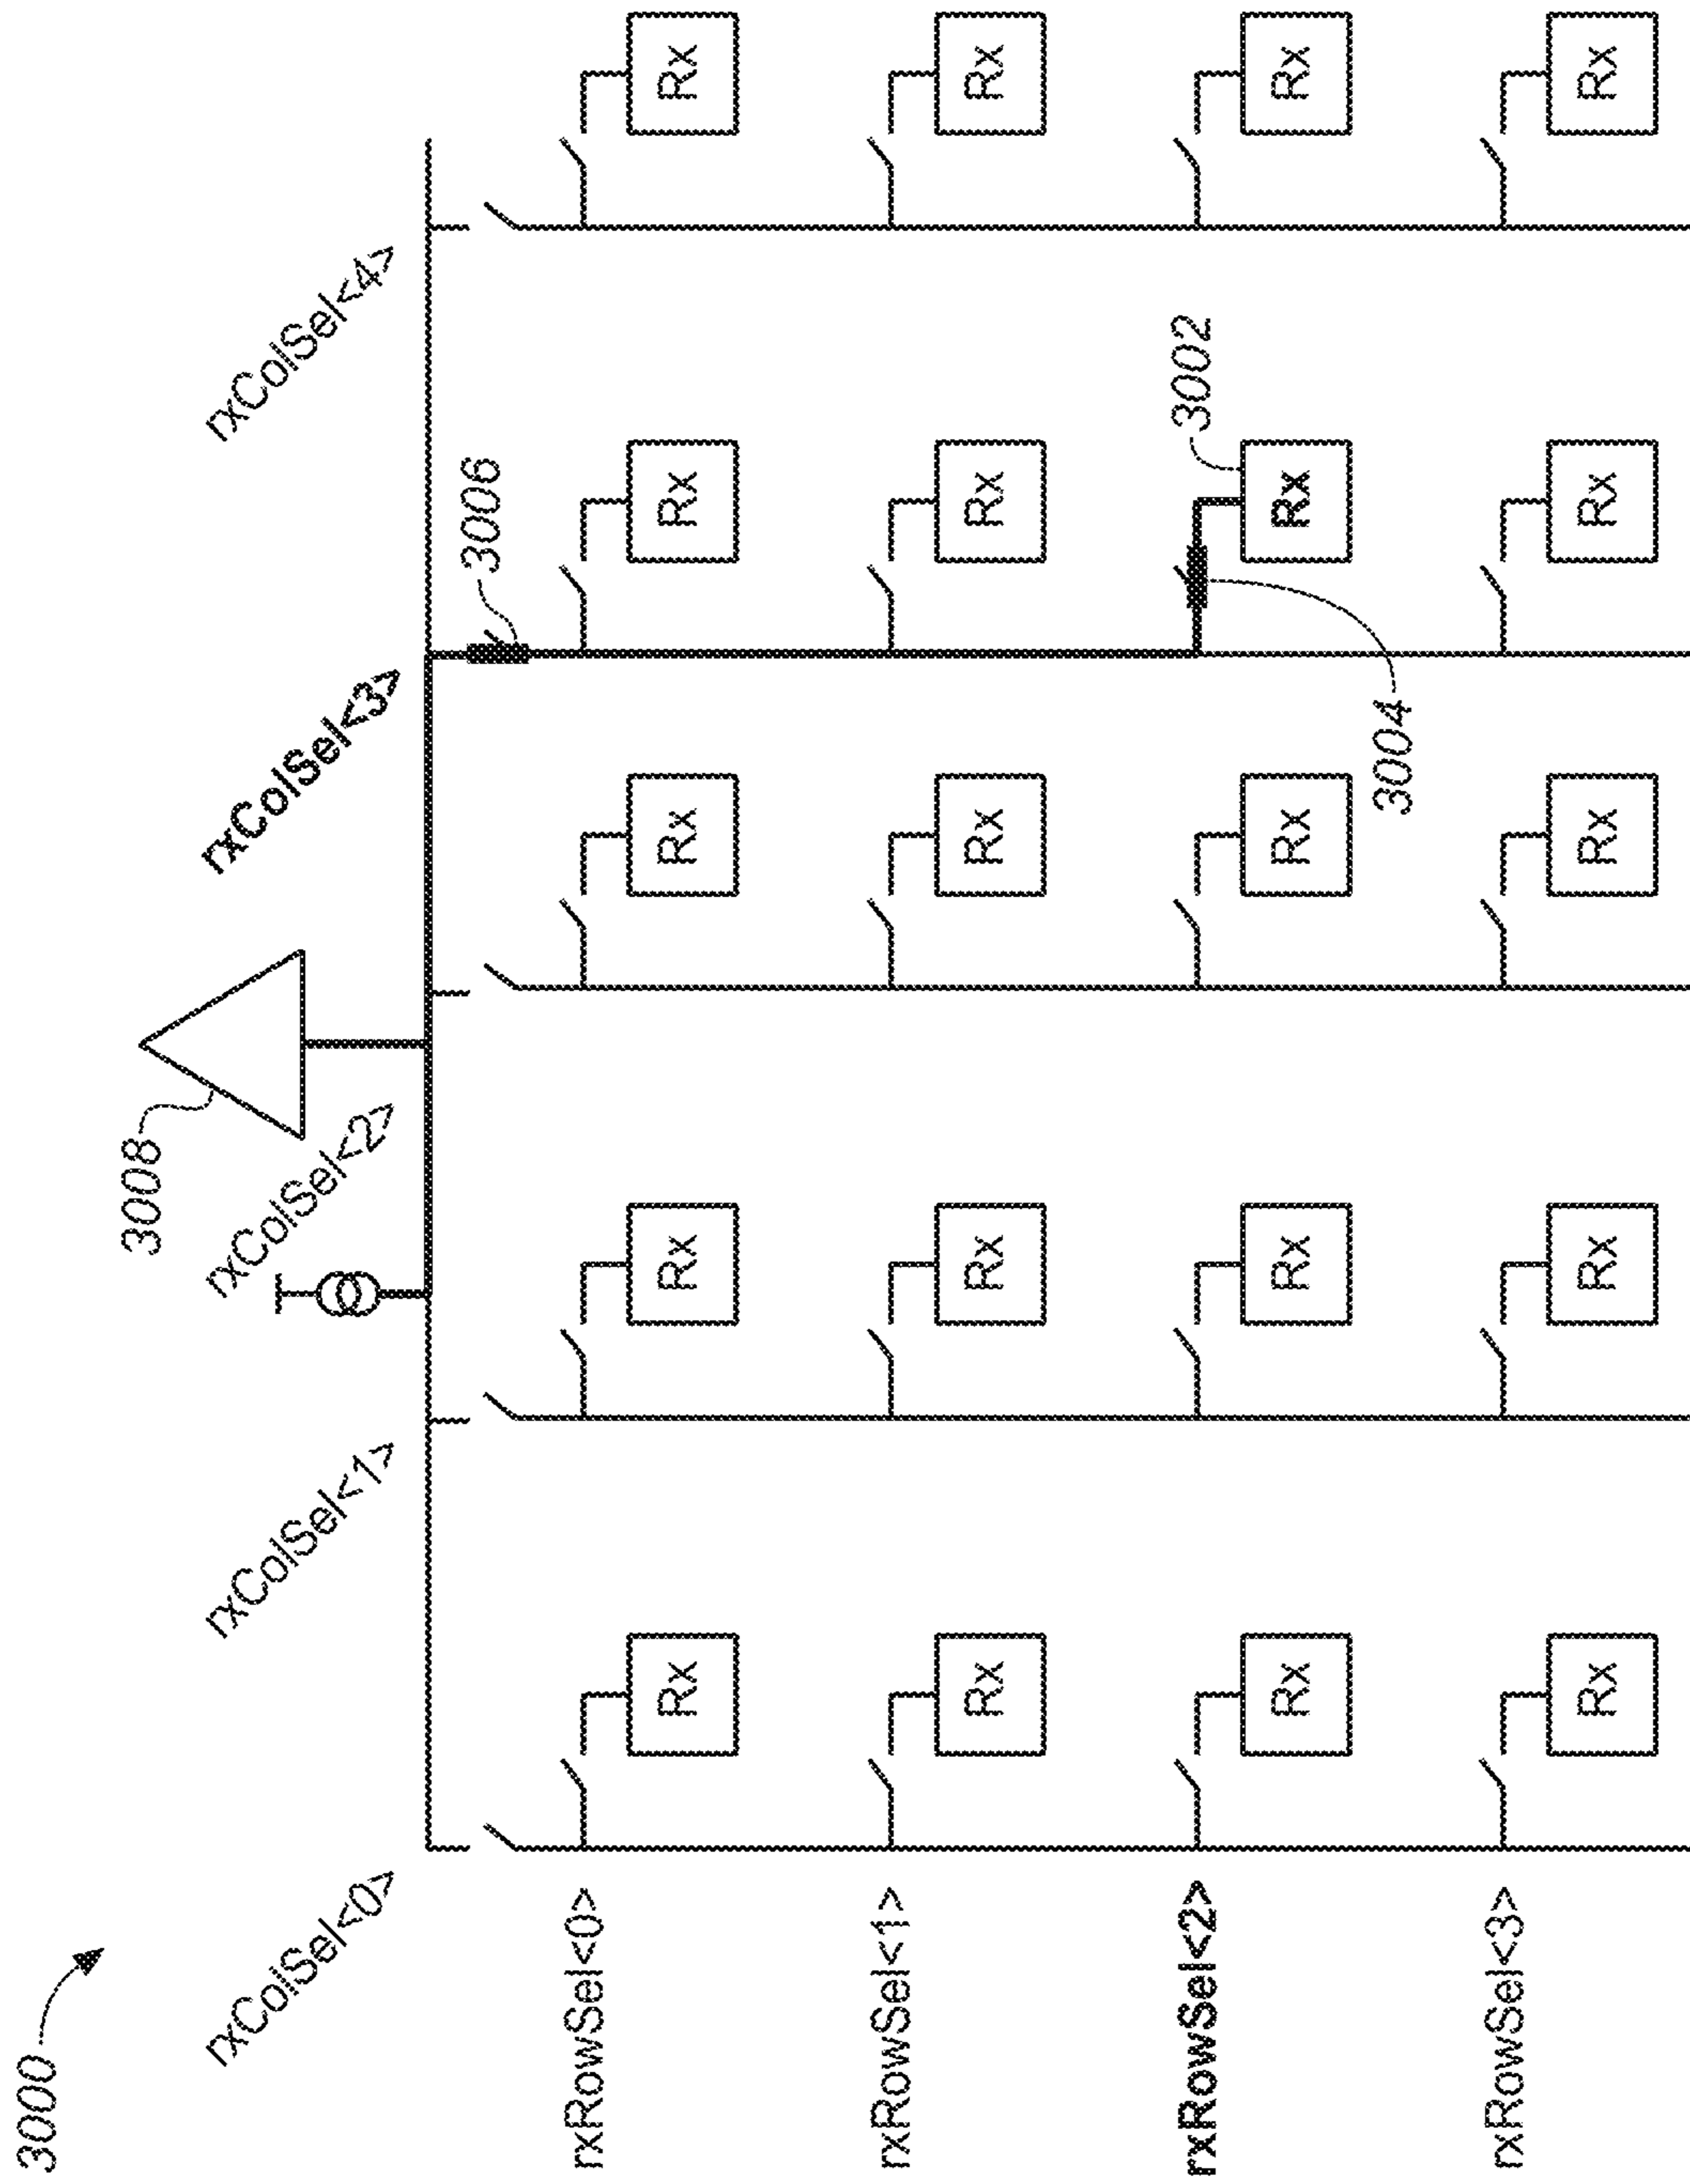 3000
3008
rxColSel<0> rxColSel<1> rxColSel<2> rxColSel<3> rxColSel<4>
3006
rxRowSel<0>
Rx Rx Rx Rx Rx
rxRowSel<1>
Rx Rx Rx Rx Rx
rxRowSel<2> 3002
Rx Rx Rx Rx Rx
3004
rxRowSel<3>
Rx Rx Rx Rx Rx